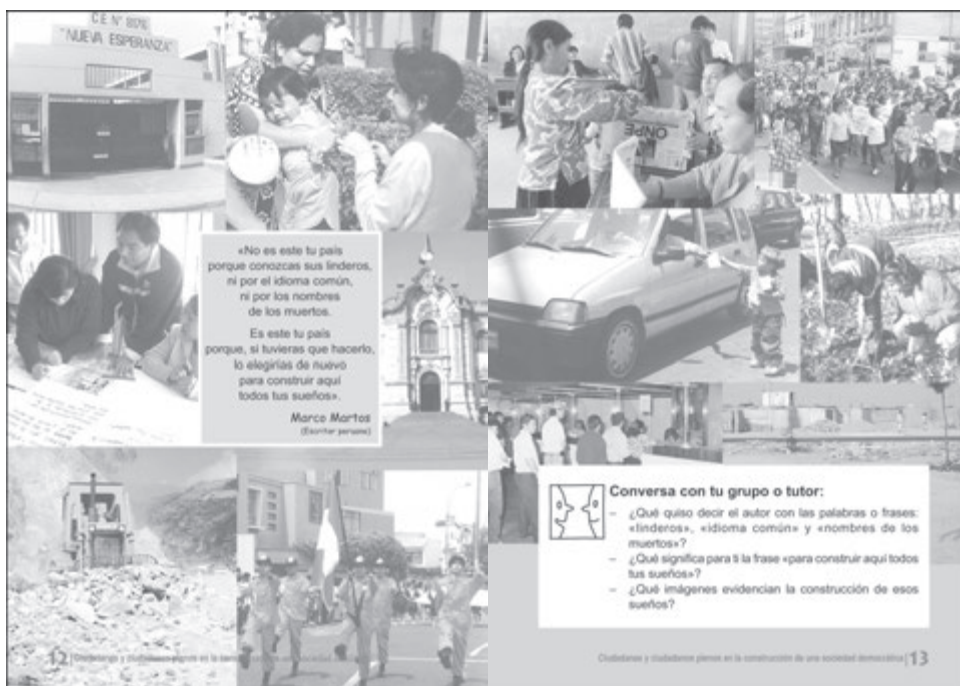 C.E. N°
"NUEVA ESPERANZA"
ONPE
«No es este tu país
porque conozcas sus linderos,
ni por el idioma común,
ni por los nombres
de los muertos.
Es este tu país
porque, si tuvieras que hacerlo,
lo elegirías de nuevo
para construir aquí
todos tus sueños».
Marco Martos
(Escritor peruano)
12
Conversa con tu grupo o tutor:
– ¿Qué quiso decir el autor con las palabras o frases:
«linderos», «idioma común» y «nombres de los
muertos»?
– ¿Qué significa para ti la frase «para construir aquí todos
tus sueños»?
– ¿Qué imágenes evidencian la construcción de esos
sueños?
Ciudadanas y ciudadanos plenos en la construcción de una sociedad democrática | 13